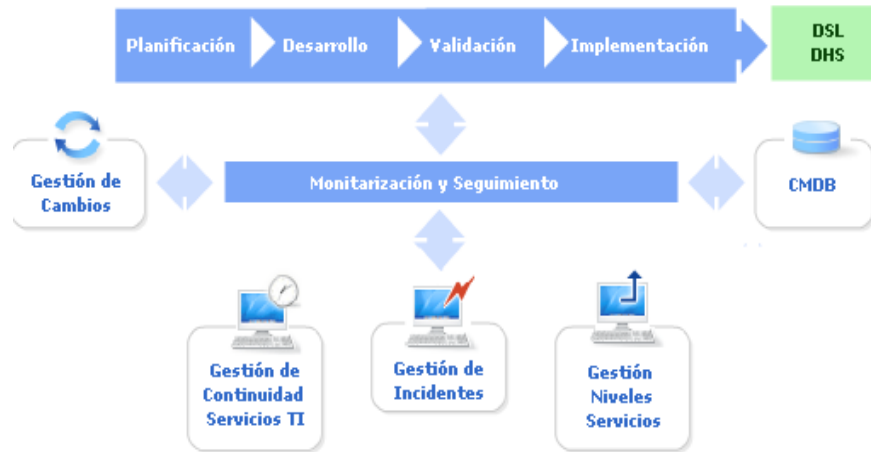 Planificación
Desarrollo
Validación
Implementación
DSL
DHS
Gestión de
Cambios
Monitarización y Seguimiento
CMDB
Gestión de
Continuidad
Servicios TI
Gestión de
Incidentes
Gestión
Niveles
Servicios